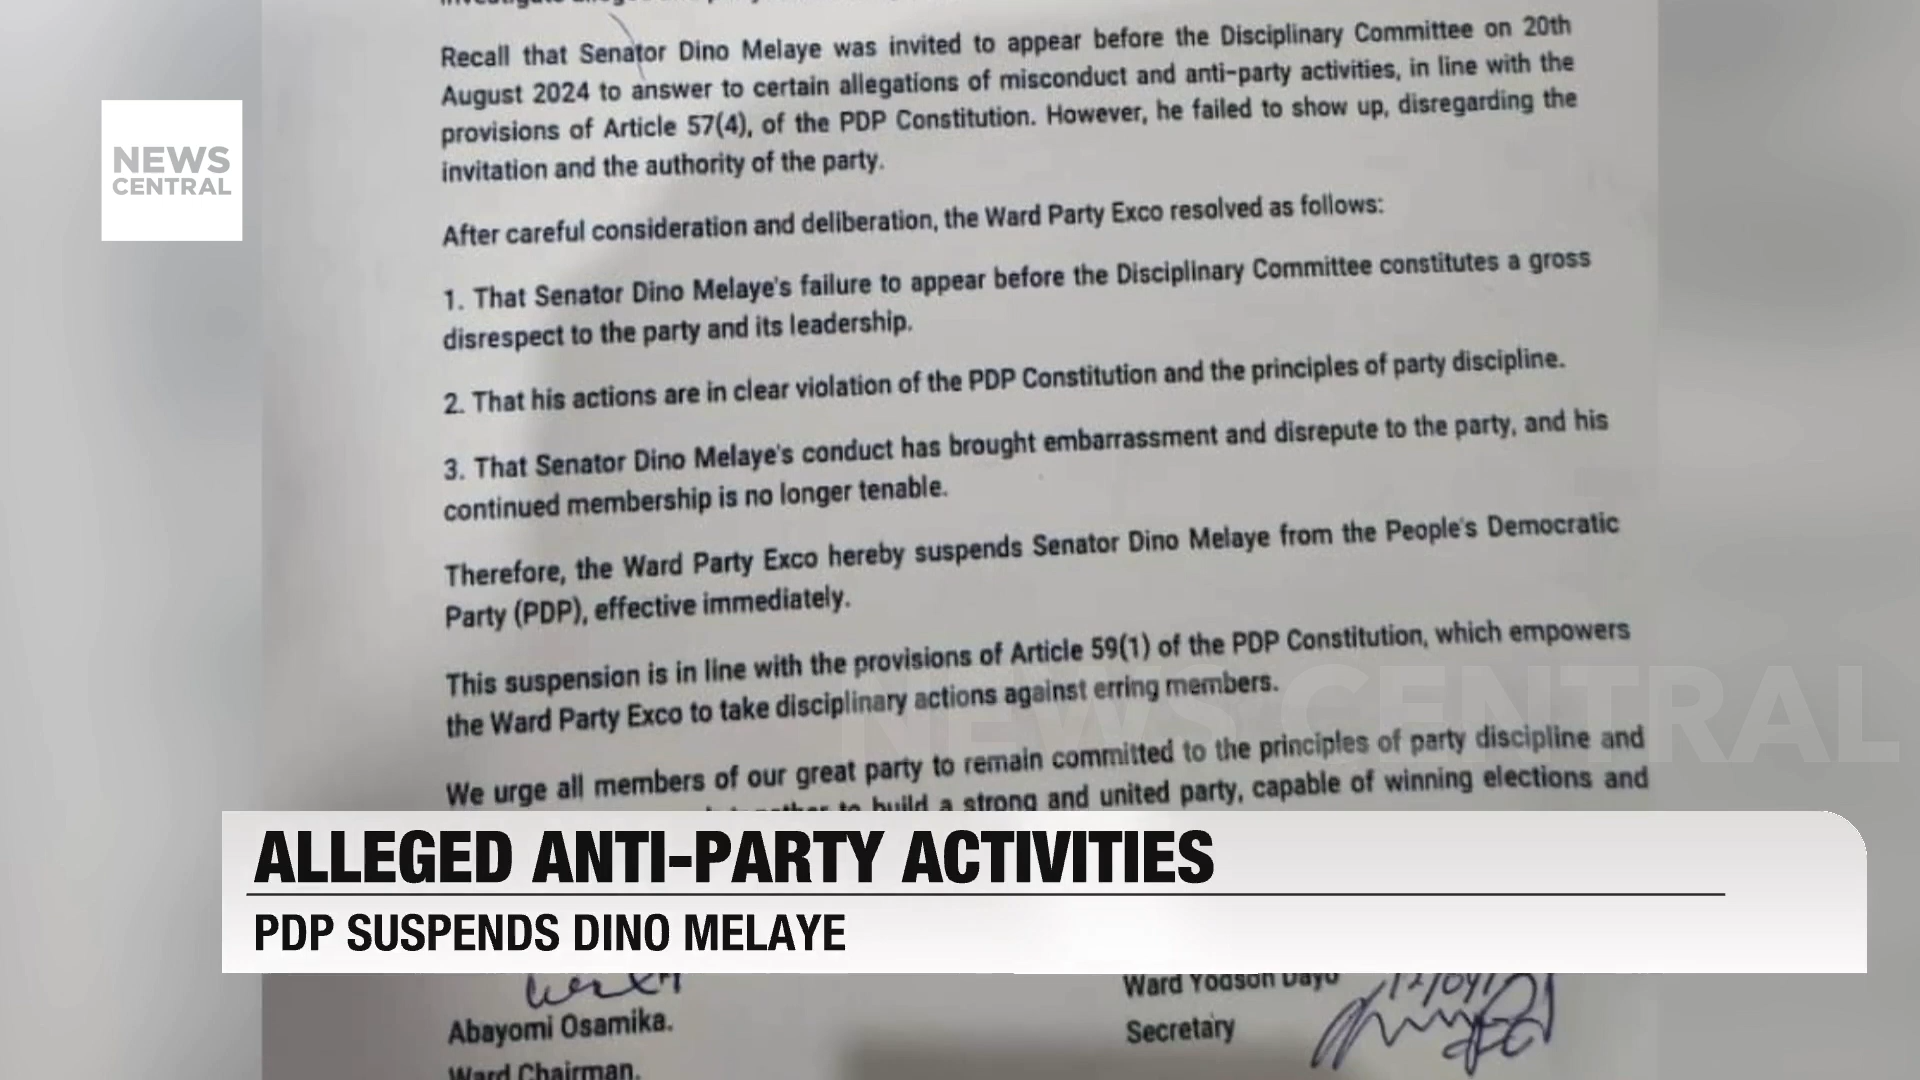 Recall that Senator Dino Melaye was invited to appear before the Disciplinary Committee on 20th
August 2024 to answer to certain allegations of misconduct and anti-party activities, in line with the
provisions of Article 57(4), of the PDP Constitution. However, he failed to show up, disregarding the
invitation and the authority of the party.
After careful consideration and deliberation, the Ward Party Exco resolved as follows:
1. That Senator Dino Melaye's failure to appear before the Disciplinary Committee constitutes a gross
disrespect to the party and its leadership.
2. That his actions are in clear violation of the PDP Constitution and the principles of party discipline.
3. That Senator Dino Melaye's conduct has brought embarrassment and disrepute to the party, and his
continued membership is no longer tenable.
Therefore, the Ward Party Exco hereby suspends Senator Dino Melaye from the People's Democratic
Party (PDP), effective immediately.
This suspension is in line with the provisions of Article 59(1) of the PDP Constitution, which empowers
the Ward Party Exco to take disciplinary actions against erring members.
We urge all members of our great party to remain committed to the principles of party discipline and
to build a strong and united party, capable of winning elections and
NEWS
CENTRAL
NEWS CENTRAL
ALLEGED ANTI-PARTY ACTIVITIES
PDP SUSPENDS DINO MELAYE
Abayomi Osamika.
Ward Chairman.
Ward Yodson Dayo
Secretary